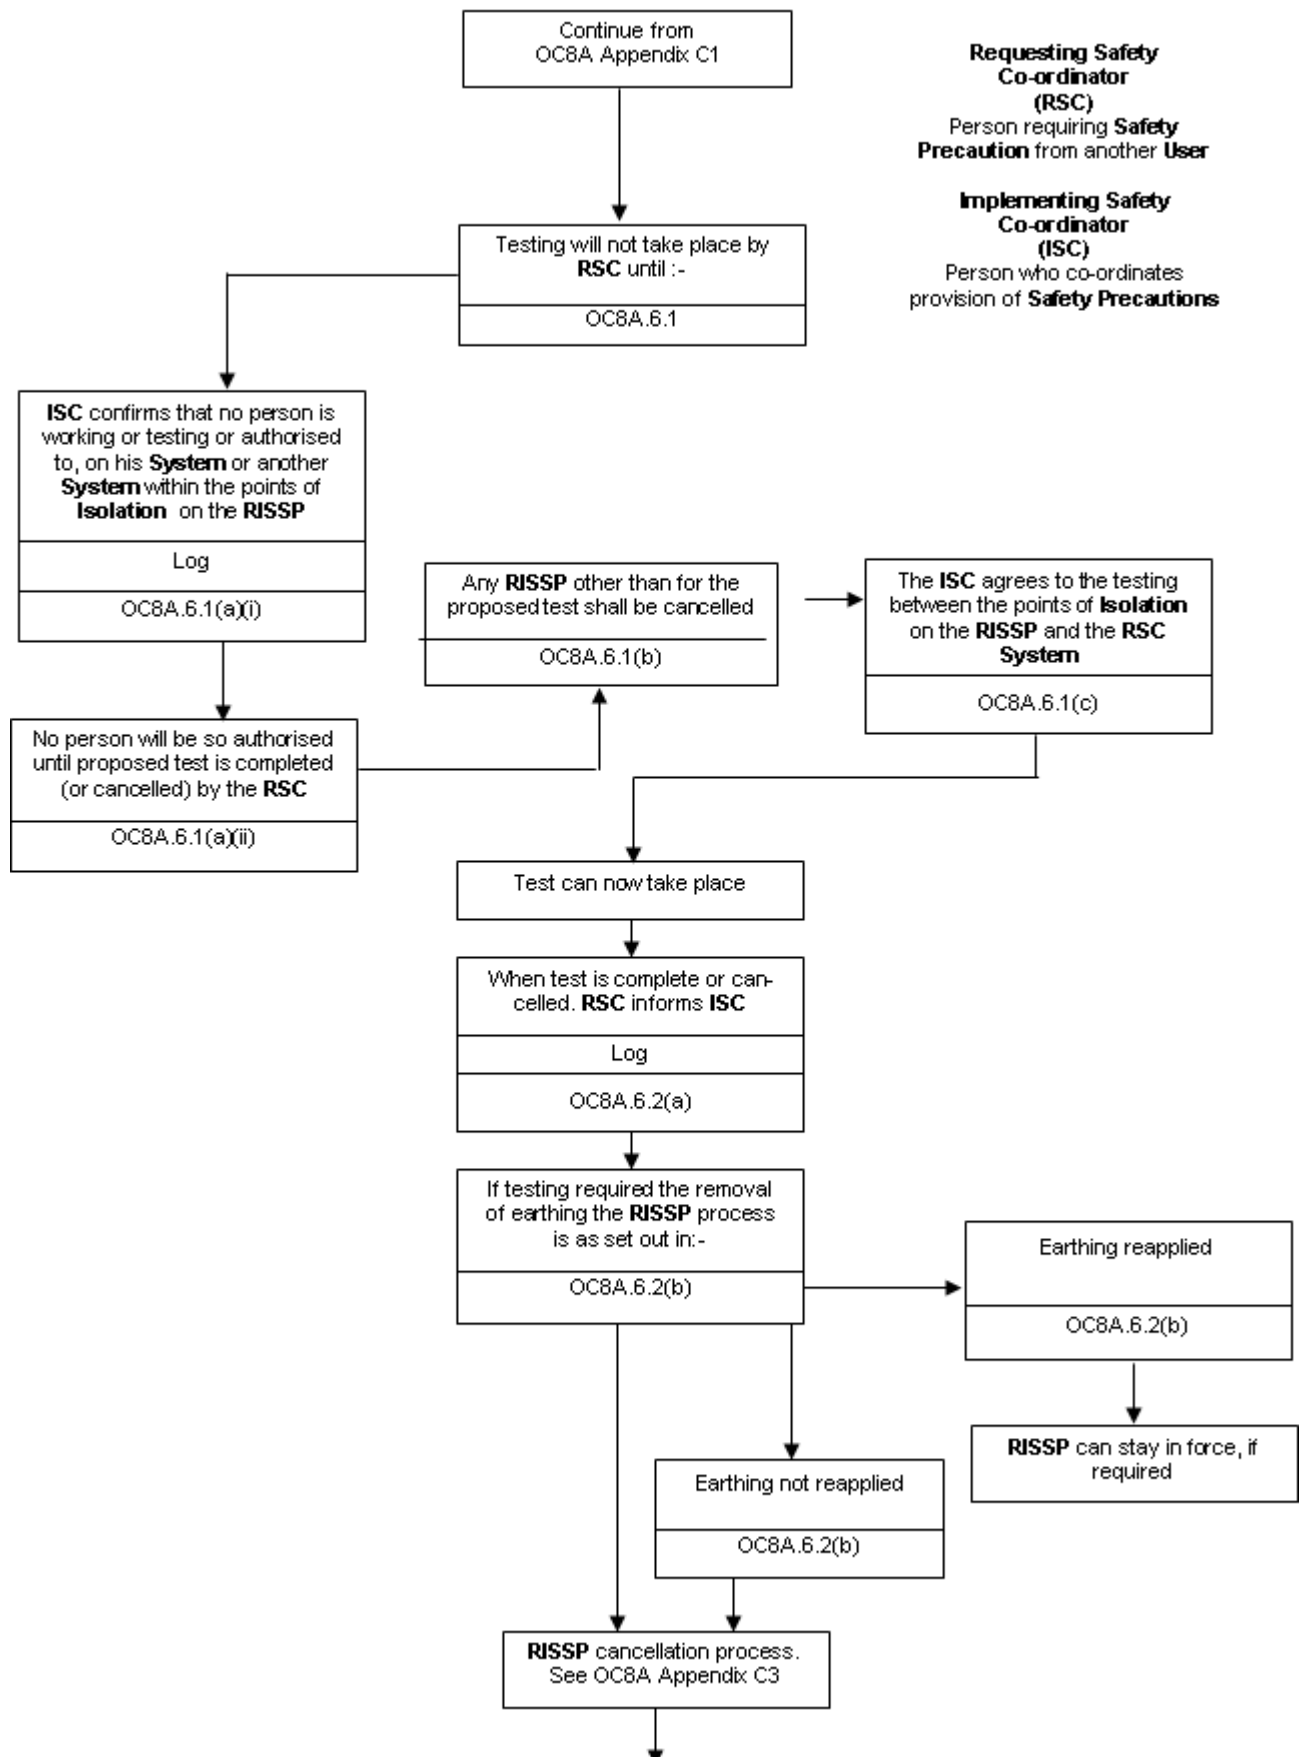 Continue from
OC8A Appendix C1
Requesting Safety
Co-ordinator
(RSC)
Person requiring Safety
Precaution from another User
Implementing Safety
Co-ordinator
(ISC)
Person who co-ordinates
provision of Safety Precautions
Testing will not take place by
RSC until :-
OC8A.6.1
ISC confirms that no person is
working or testing or authorised
to, on his System or another
System within the points of
Isolation on the RISSP
Log
OC8A.6.1(a)(i)
No person will be so authorised
until proposed test is completed
(or cancelled) by the RSC
OC8A.6.1(a)(ii)
Any RISSP other than for the
proposed test shall be cancelled
OC8A.6.1(b)
The ISC agrees to the testing
between the points of Isolation
on the RISSP and the RSC
System
OC8A.6.1(c)
Test can now take place
When test is complete or can-
celled. RSC informs ISC
Log
OC8A.6.2(a)
If testing required the removal
of earthing the RISSP process
is as set out in:-
OC8A.6.2(b)
Earthing reapplied
OC8A.6.2(b)
RISSP can stay in force, if
required
Earthing not reapplied
OC8A.6.2(b)
RISSP cancellation process.
See OC8A Appendix C3